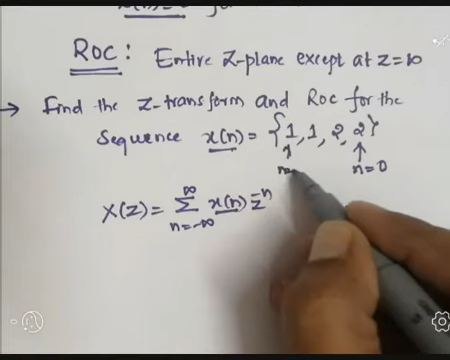 ROC: Entire Z-plane except at z=∞
→ Find the Z-transform and ROC for the
Sequence x(n) = {1, 1, 2, 2}
↑ ↑
n= n=0
X(z) = ∑ x(n) z⁻ⁿ
∞
n=-∞